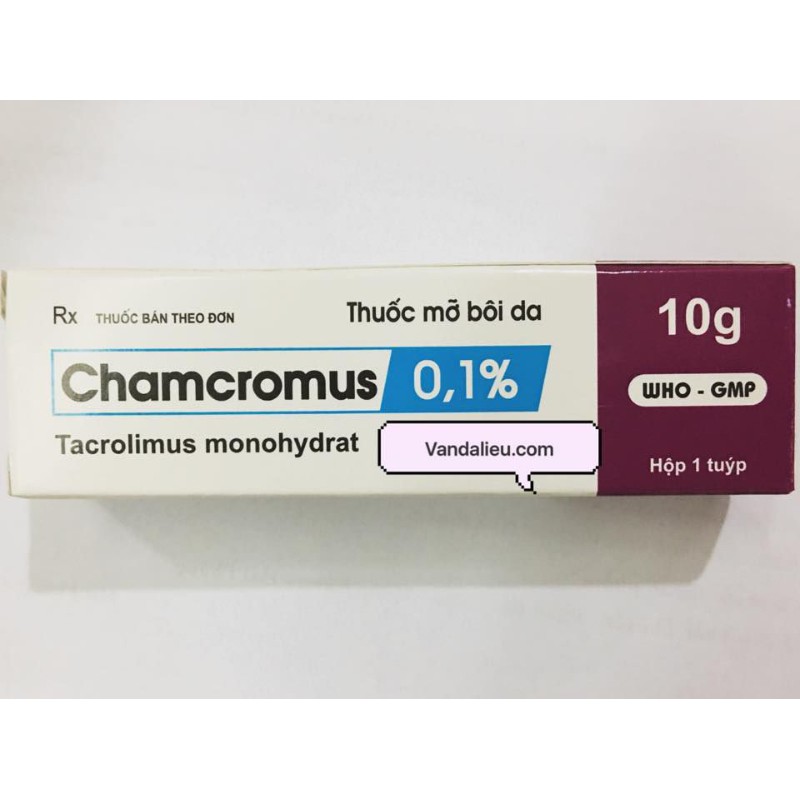 Rx THUỐC BÁN THEO ĐƠN
Thuốc mỡ bôi da
Chamcromus 0,1%
Tacrolimus monohydrat
Vandalieu.com
10g
WHO - GMP
Hộp 1 tuýp